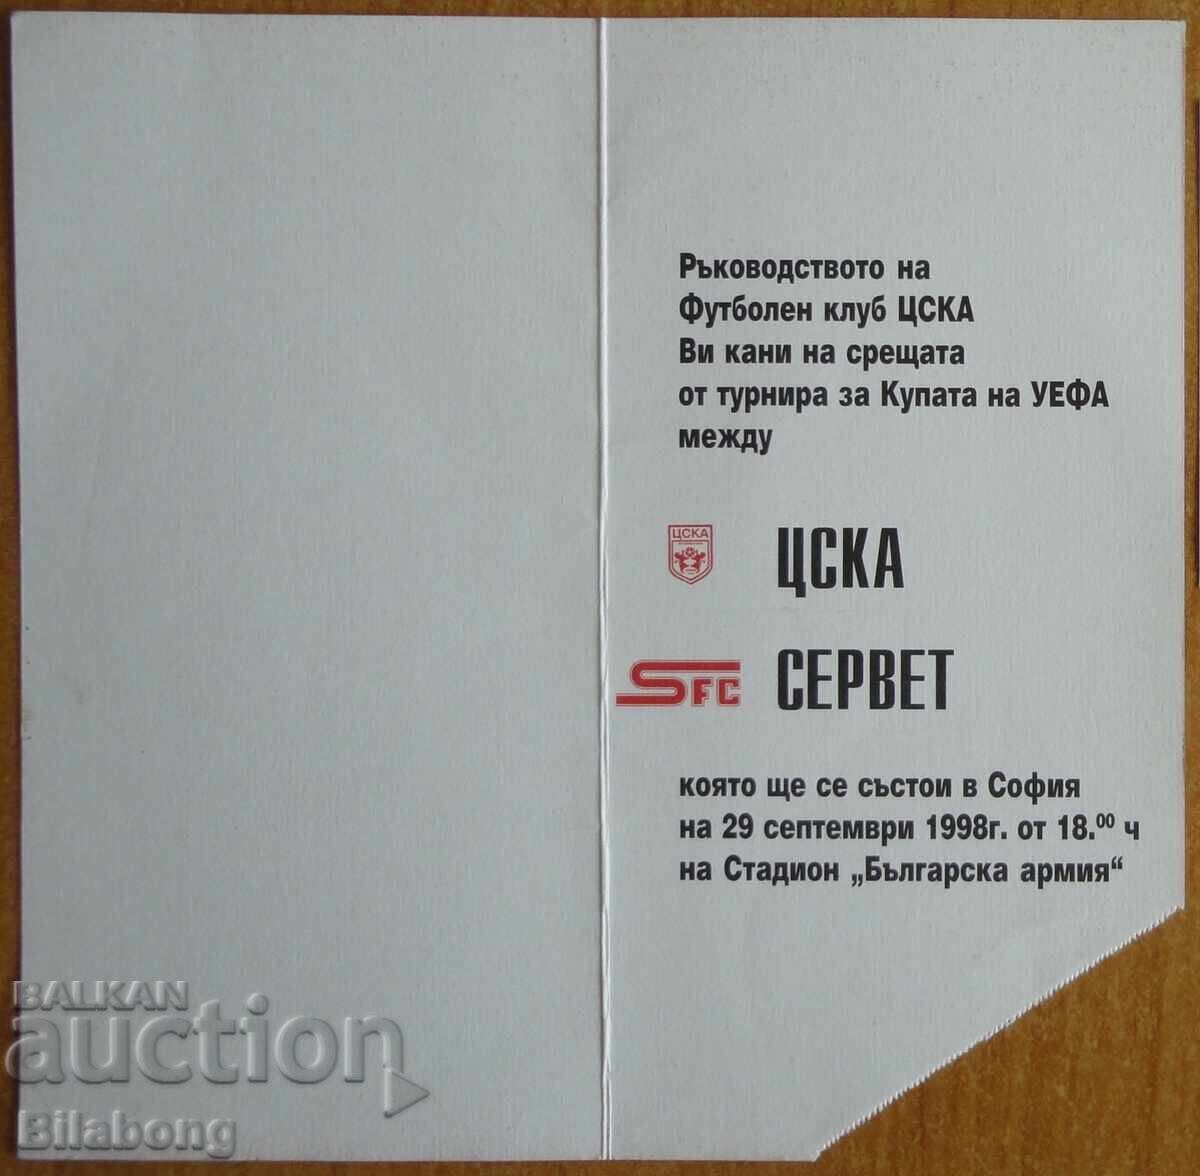 Ръководството на
Футболен клуб ЦСКА
Ви кани на срещата
от турнира за Купата на УЕФА
между
ЦСКА
ЦСКА
SFC
СЕРВЕТ
която ще се състои в София
на 29 септември 1998г. от 18.00 ч
на Стадион „Българска армия“
BALKAN
auction
Bilabong